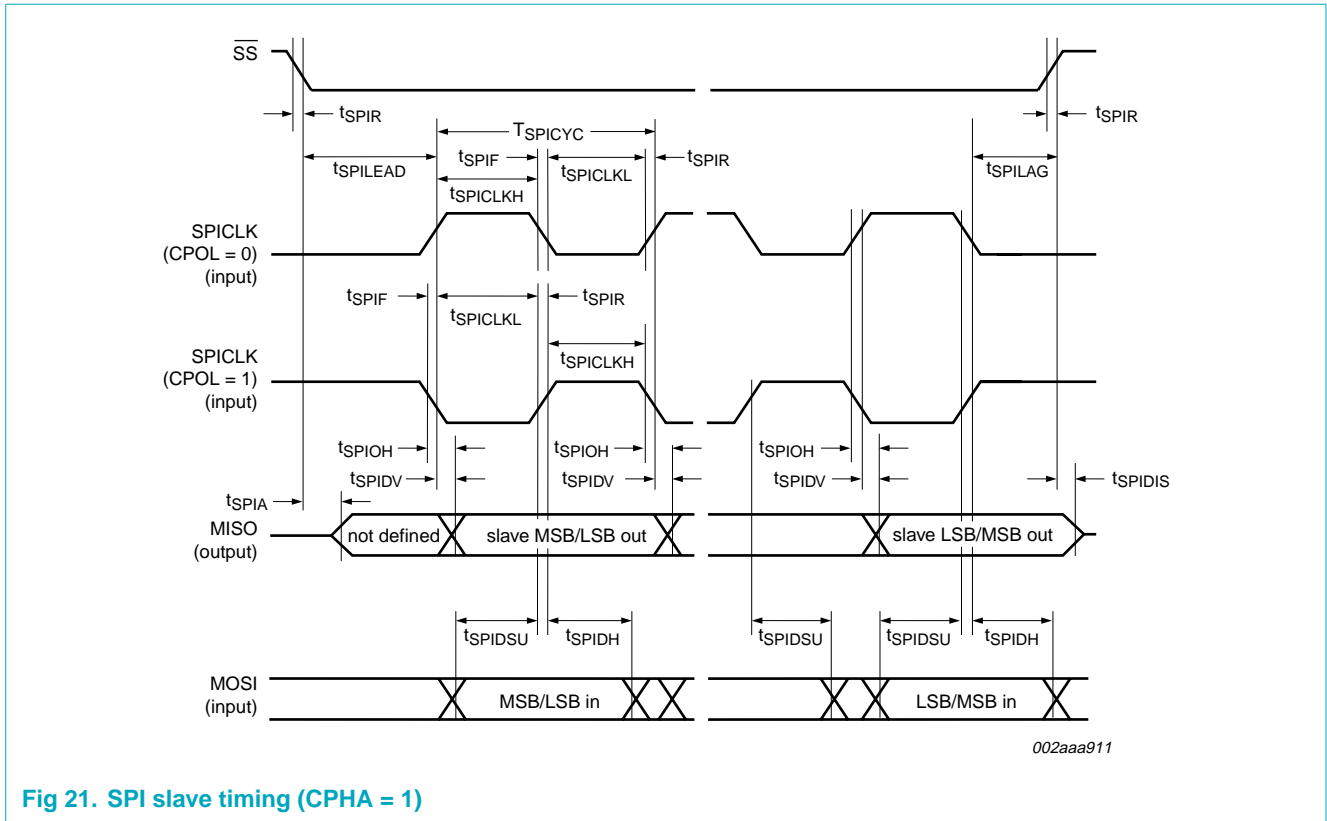 SS
tSPIR
tSPIR
TSPICYC
tSPIF
tSPICLKL
tSPIR
tSPILEAD
tSPILAG
tSPICLKH
SPICLK
(CPOL = 0)
(input)
tSPIF
tSPIR
tSPICLKL
tSPICLKH
SPICLK
(CPOL = 1)
(input)
tSPIOH
tSPIOH
tSPIOH
tSPIDV
tSPIDV
tSPIDV
tSPIDIS
tSPIA
MISO
(output)
not defined
slave MSB/LSB out
slave LSB/MSB out
tSPIDSU
tSPIDH
tSPIDSU
tSPIDSU
tSPIDH
MOSI
(input)
MSB/LSB in
LSB/MSB in
002aaa911
Fig 21. SPI slave timing (CPHA = 1)